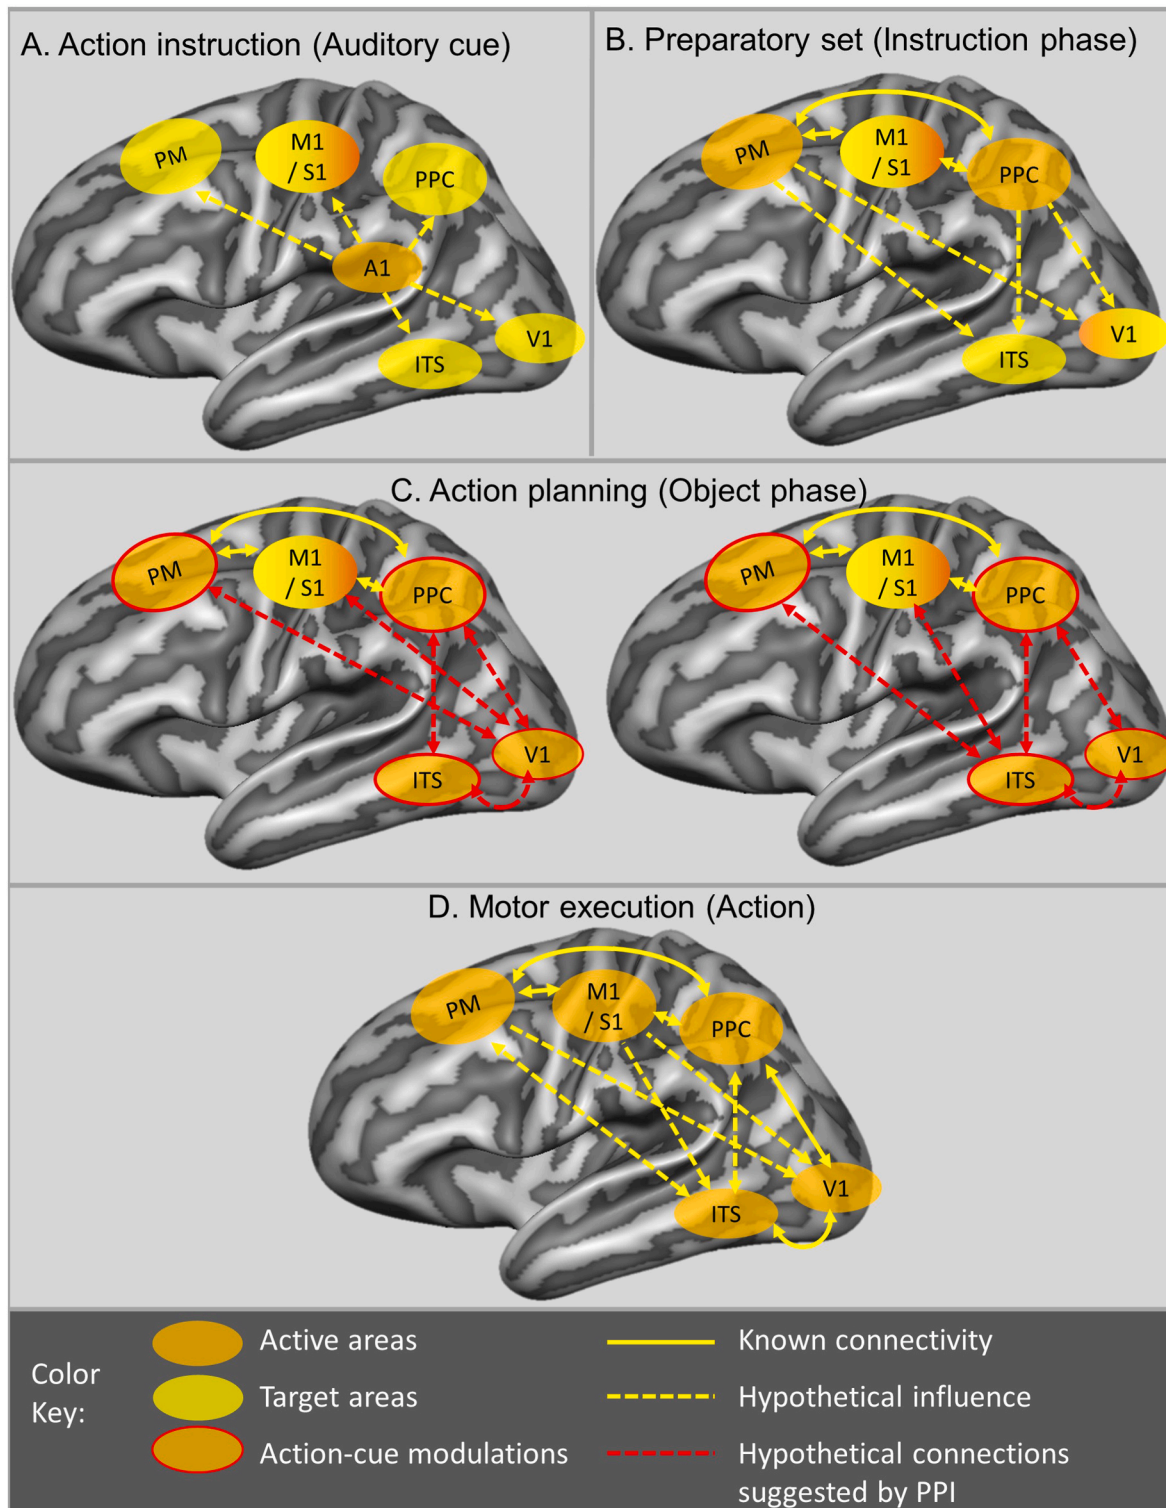 A. Action instruction (Auditory cue)
PM
M1
/ S1
PPC
A1
V1
ITS
B. Preparatory set (Instruction phase)
PM
M1
/ S1
PPC
V1
ITS
C. Action planning (Object phase)
PM
M1
/ S1
PPC
V1
ITS
PM
M1
/ S1
PPC
V1
ITS
D. Motor execution (Action)
PM
M1
/ S1
PPC
V1
ITS
Color
Key:
Active areas
Target areas
Action-cue modulations
Known connectivity
Hypothetical influence
Hypothetical connections
suggested by PPI